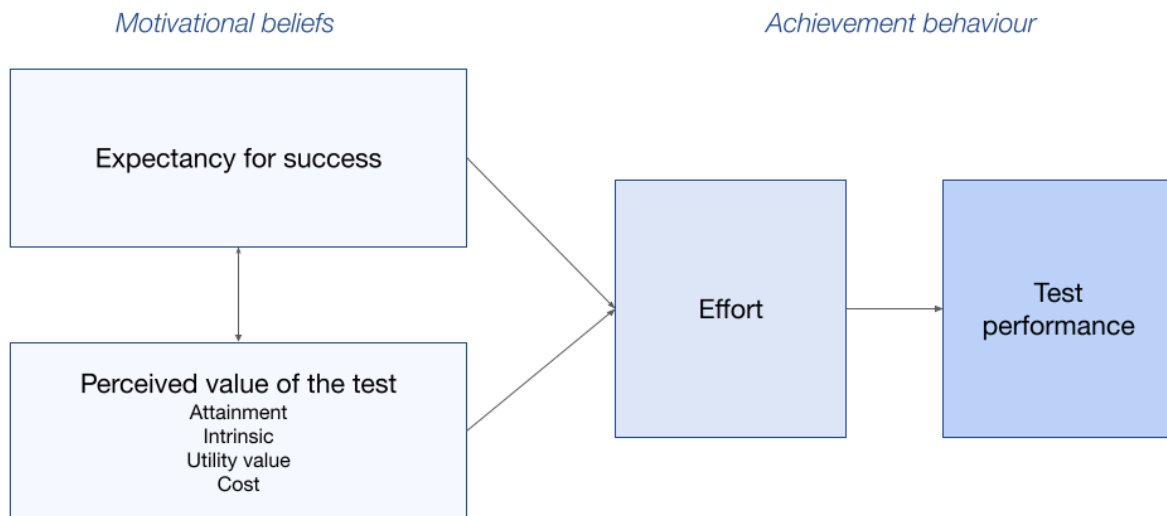 Motivational beliefs
Achievement behaviour
Expectancy for success
Perceived value of the test
Attainment
Intrinsic
Utility value
Cost
Effort
Test
performance